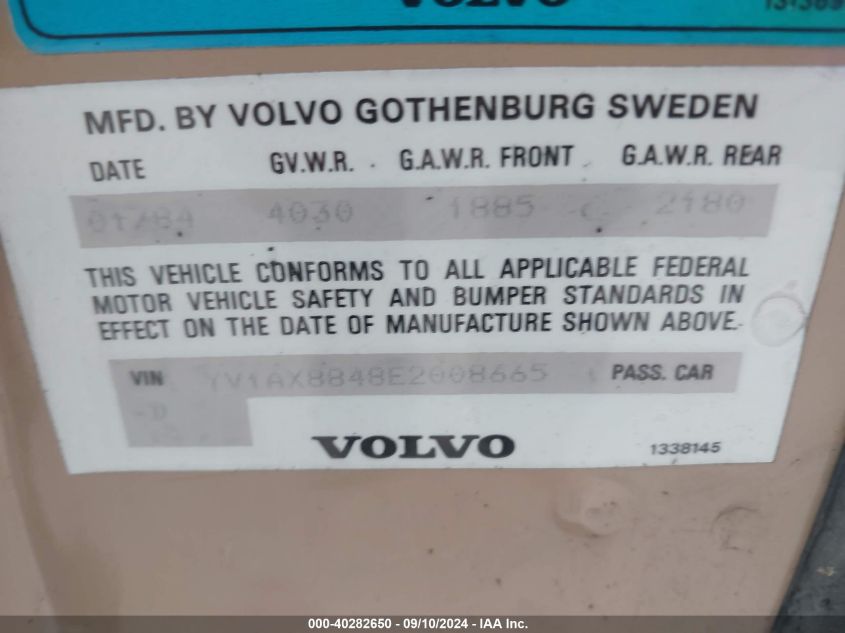 VOLVO
MFD. BY VOLVO GOTHENBURG SWEDEN
DATE GV.W.R. G.A.W.R. FRONT G.A.W.R. REAR
01/84 4030 1885 2180
THIS VEHICLE CONFORMS TO ALL APPLICABLE FEDERAL
MOTOR VEHICLE SAFETY AND BUMPER STANDARDS IN
EFFECT ON THE DATE OF MANUFACTURE SHOWN ABOVE.
VIN YV1AX8848E2008665 PASS. CAR
VOLVO 1338145
000-40282650 - 09/10/2024 - IAA Inc.